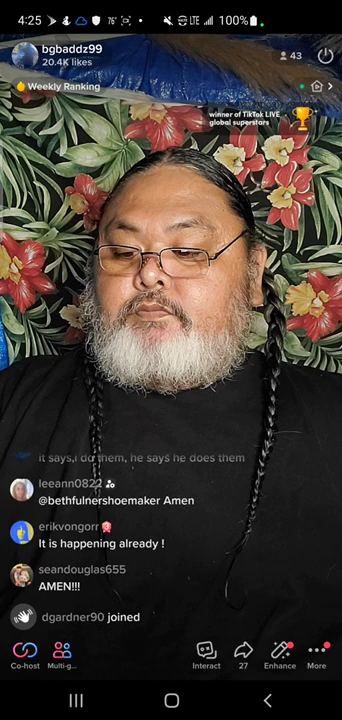 4:25
76°
LTE
100%
bgbaddz99
20.4K likes
43
Weekly Ranking
winner of TikTok LIVE
global superstars
It says,i do them, he says he does them
leeann0822
@bethfulnershoemaker Amen
erikvongorr
It is happening already !
seandouglas655
AMEN!!!
dgardner90 joined
Co-host
Multi-g...
Interact
27
Enhance
More